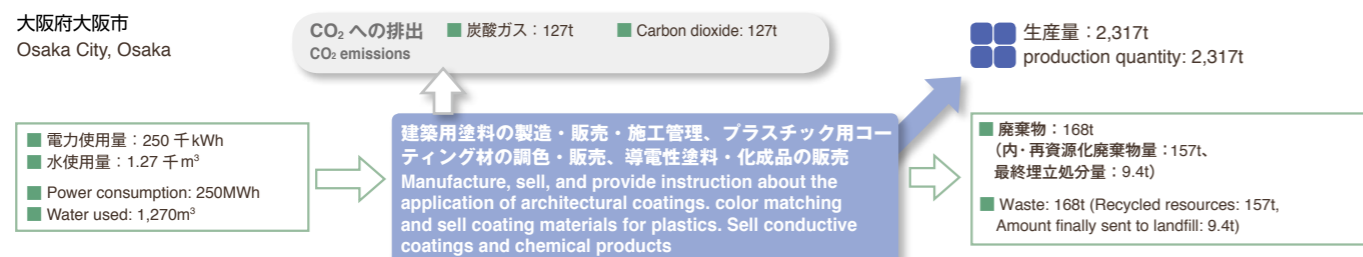 大阪府大阪市
Osaka City, Osaka
CO₂ への排出
CO₂ emissions
■ 炭酸ガス：127t
■ Carbon dioxide: 127t
生産量：2,317t
production quantity: 2,317t
■ 電力使用量：250 千 kWh
■ 水使用量：1.27 千 m³
■ Power consumption: 250MWh
■ Water used: 1,270m³
建築用塗料の製造・販売・施工管理、プラスチック用コー
ティング材の調色・販売、導電性塗料・化成品の販売
Manufacture, sell, and provide instruction about the
application of architectural coatings. color matching
and sell coating materials for plastics. Sell conductive
coatings and chemical products
■ 廃棄物：168t
（内・再資源化廃棄物量：157t、
最終埋立処分量：9.4t）
■ Waste: 168t (Recycled resources: 157t,
Amount finally sent to landfill: 9.4t)